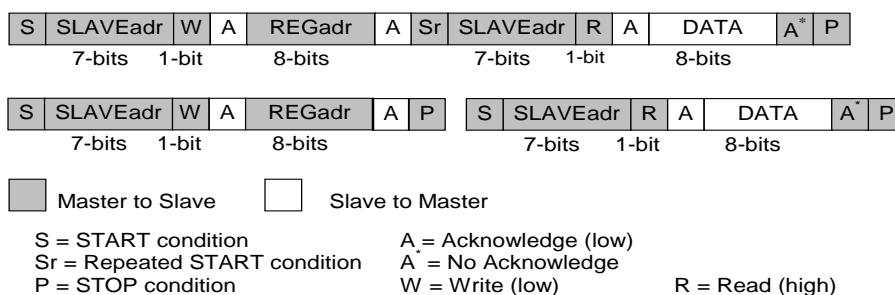 S SLAVEadr W A REGadr A Sr SLAVEadr R A DATA A* P
7-bits 1-bit 8-bits 7-bits 1-bit 8-bits
S SLAVEadr W A REGadr A P S SLAVEadr R A DATA A* P
7-bits 1-bit 8-bits 7-bits 1-bit 8-bits
Master to Slave Slave to Master
S = START condition A = Acknowledge (low)
Sr = Repeated START condition A* = No Acknowledge
P = STOP condition W = Write (low) R = Read (high)